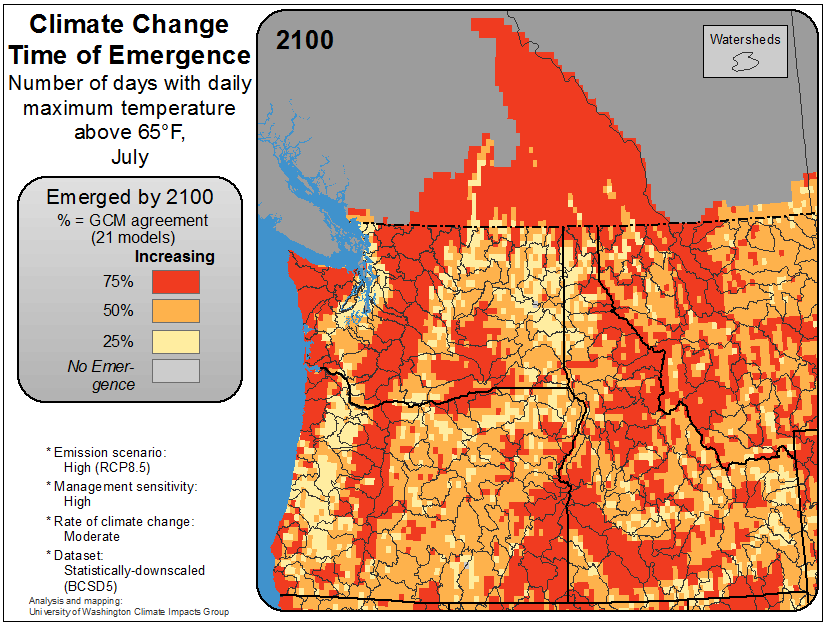 Climate Change
Time of Emergence
Number of days with daily
maximum temperature
above 65°F,
July
Emerged by 2100
% = GCM agreement
(21 models)
Increasing
75%
50%
25%
No Emer-
gence
* Emission scenario:
High (RCP8.5)
* Management sensitivity:
High
* Rate of climate change:
Moderate
* Dataset:
Statistically-downscaled
(BCSD5)
Analysis and mapping:
University of Washington Climate Impacts Group
2100
Watersheds